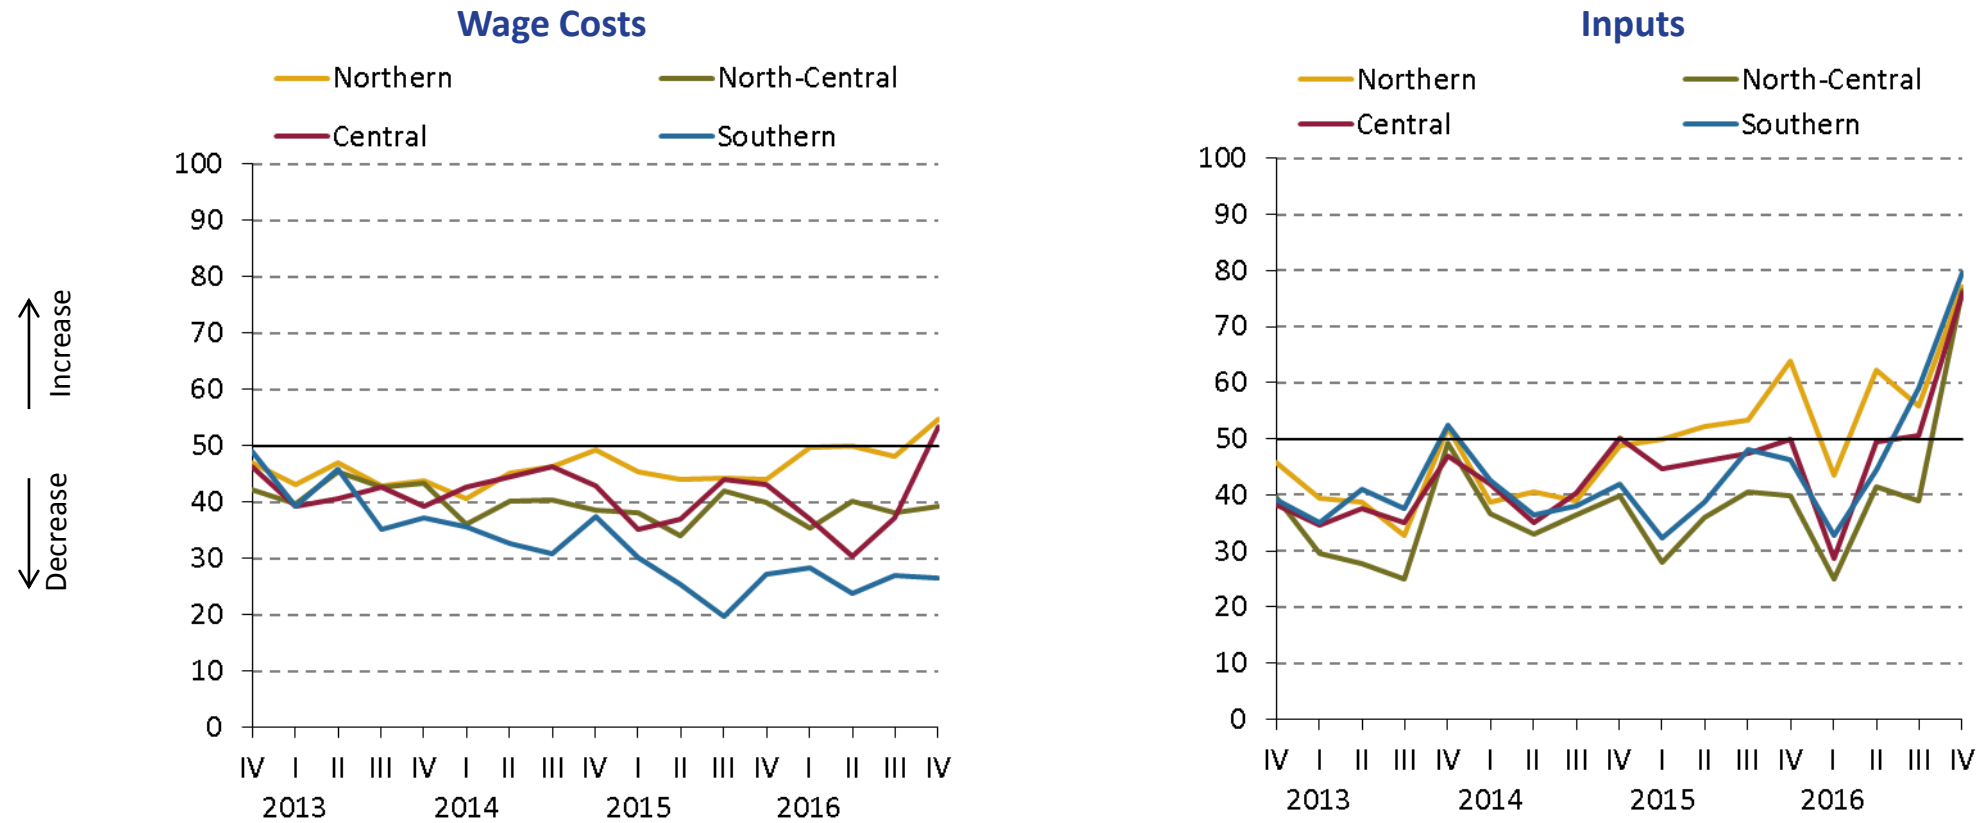 Wage Costs
Northern North-Central
Central Southern
100
90
80
70
60
50
40
30
20
10
0
IV I II III IV I II III IV I II III IV I II III IV
2013 2014 2015 2016
Increase
Decrease
Inputs
Northern North-Central
Central Southern
100
90
80
70
60
50
40
30
20
10
0
IV I II III IV I II III IV I II III IV I II III IV
2013 2014 2015 2016